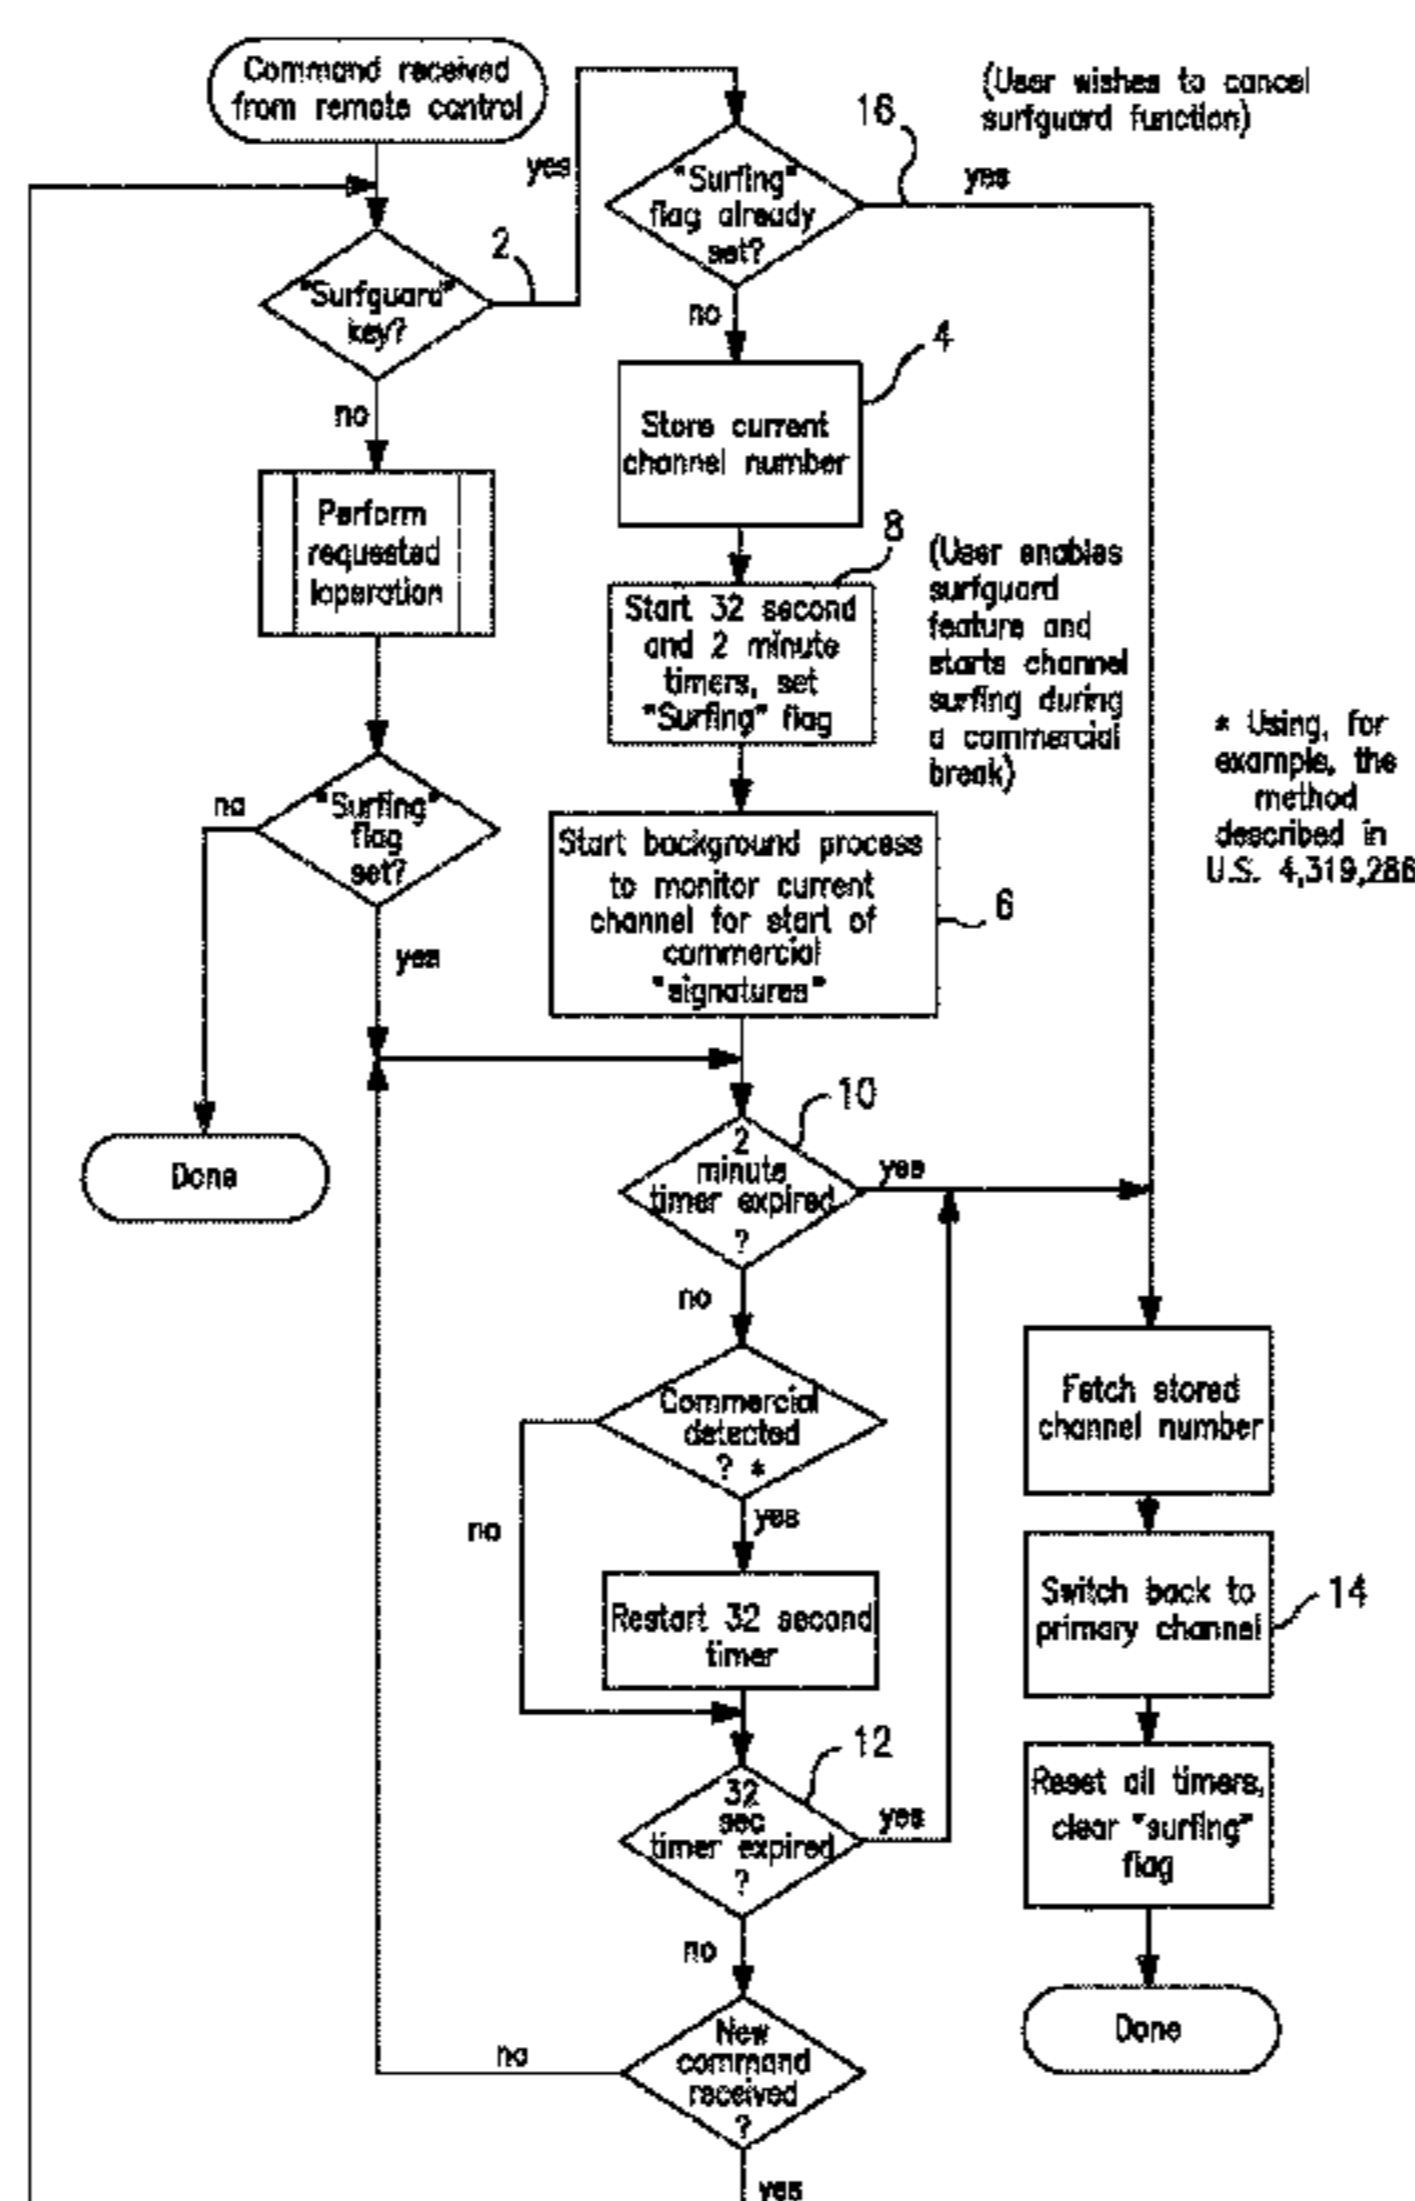 Command received
from remote control
"Surfguard"
key?
2
yes
no
Perform
requested
loperation
"Surfing"
flag
set?
no
yes
Done
"Surfing"
flag already
set?
16
yes
(User wishes to cancel
surfguard function)
no
Store current
channel number
4
Start 32 second
and 2 minute
timers, set
"Surfing" flag
8
(User enables
surfguard
feature and
starts channel
surfing during
a commercial
break)
Start background process
to monitor current
channel for start of
commercial
"signatures"
6
* Using, for
example, the
method
described in
U.S. 4,319,286
2
minute
timer expired
?
10
yes
no
Commercial
detected
? *
no
yes
Restart 32 second
timer
32
sec
timer expired
?
12
yes
no
New
command
received
?
no
yes
Fetch stored
channel number
Switch back to
primary channel
14
Reset all timers,
clear "surfing"
flag
Done